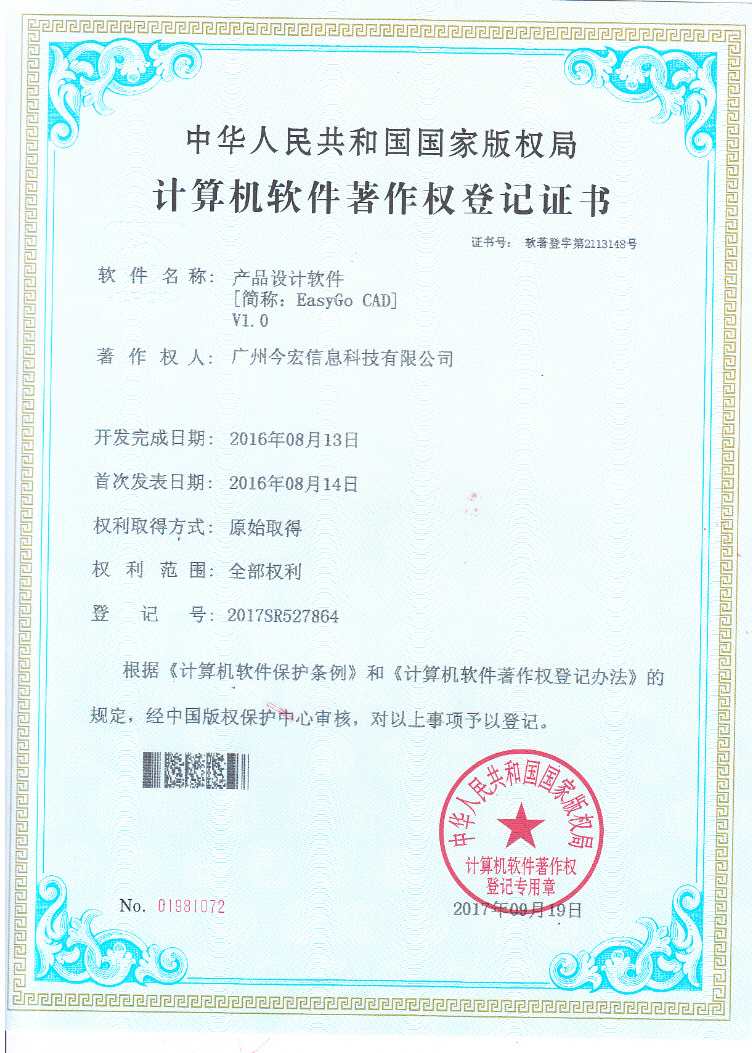 中华人民共和国国家版权局
计算机软件著作权登记证书
证书号： 软著登字第2113148号
软件名称： 产品设计软件
[简称：EasyGo CAD]
V1.0
著作权人： 广州今宏信息科技有限公司
开发完成日期： 2016年08月13日
首次发表日期： 2016年08月14日
权利取得方式： 原始取得
权利范围： 全部权利
登记号： 2017SR527864
根据《计算机软件保护条例》和《计算机软件著作权登记办法》的
规定，经中国版权保护中心审核，对以上事项予以登记。
中华人民共和国国家版权局
计算机软件著作权
登记专用章
No. 01981072
2017年09月19日